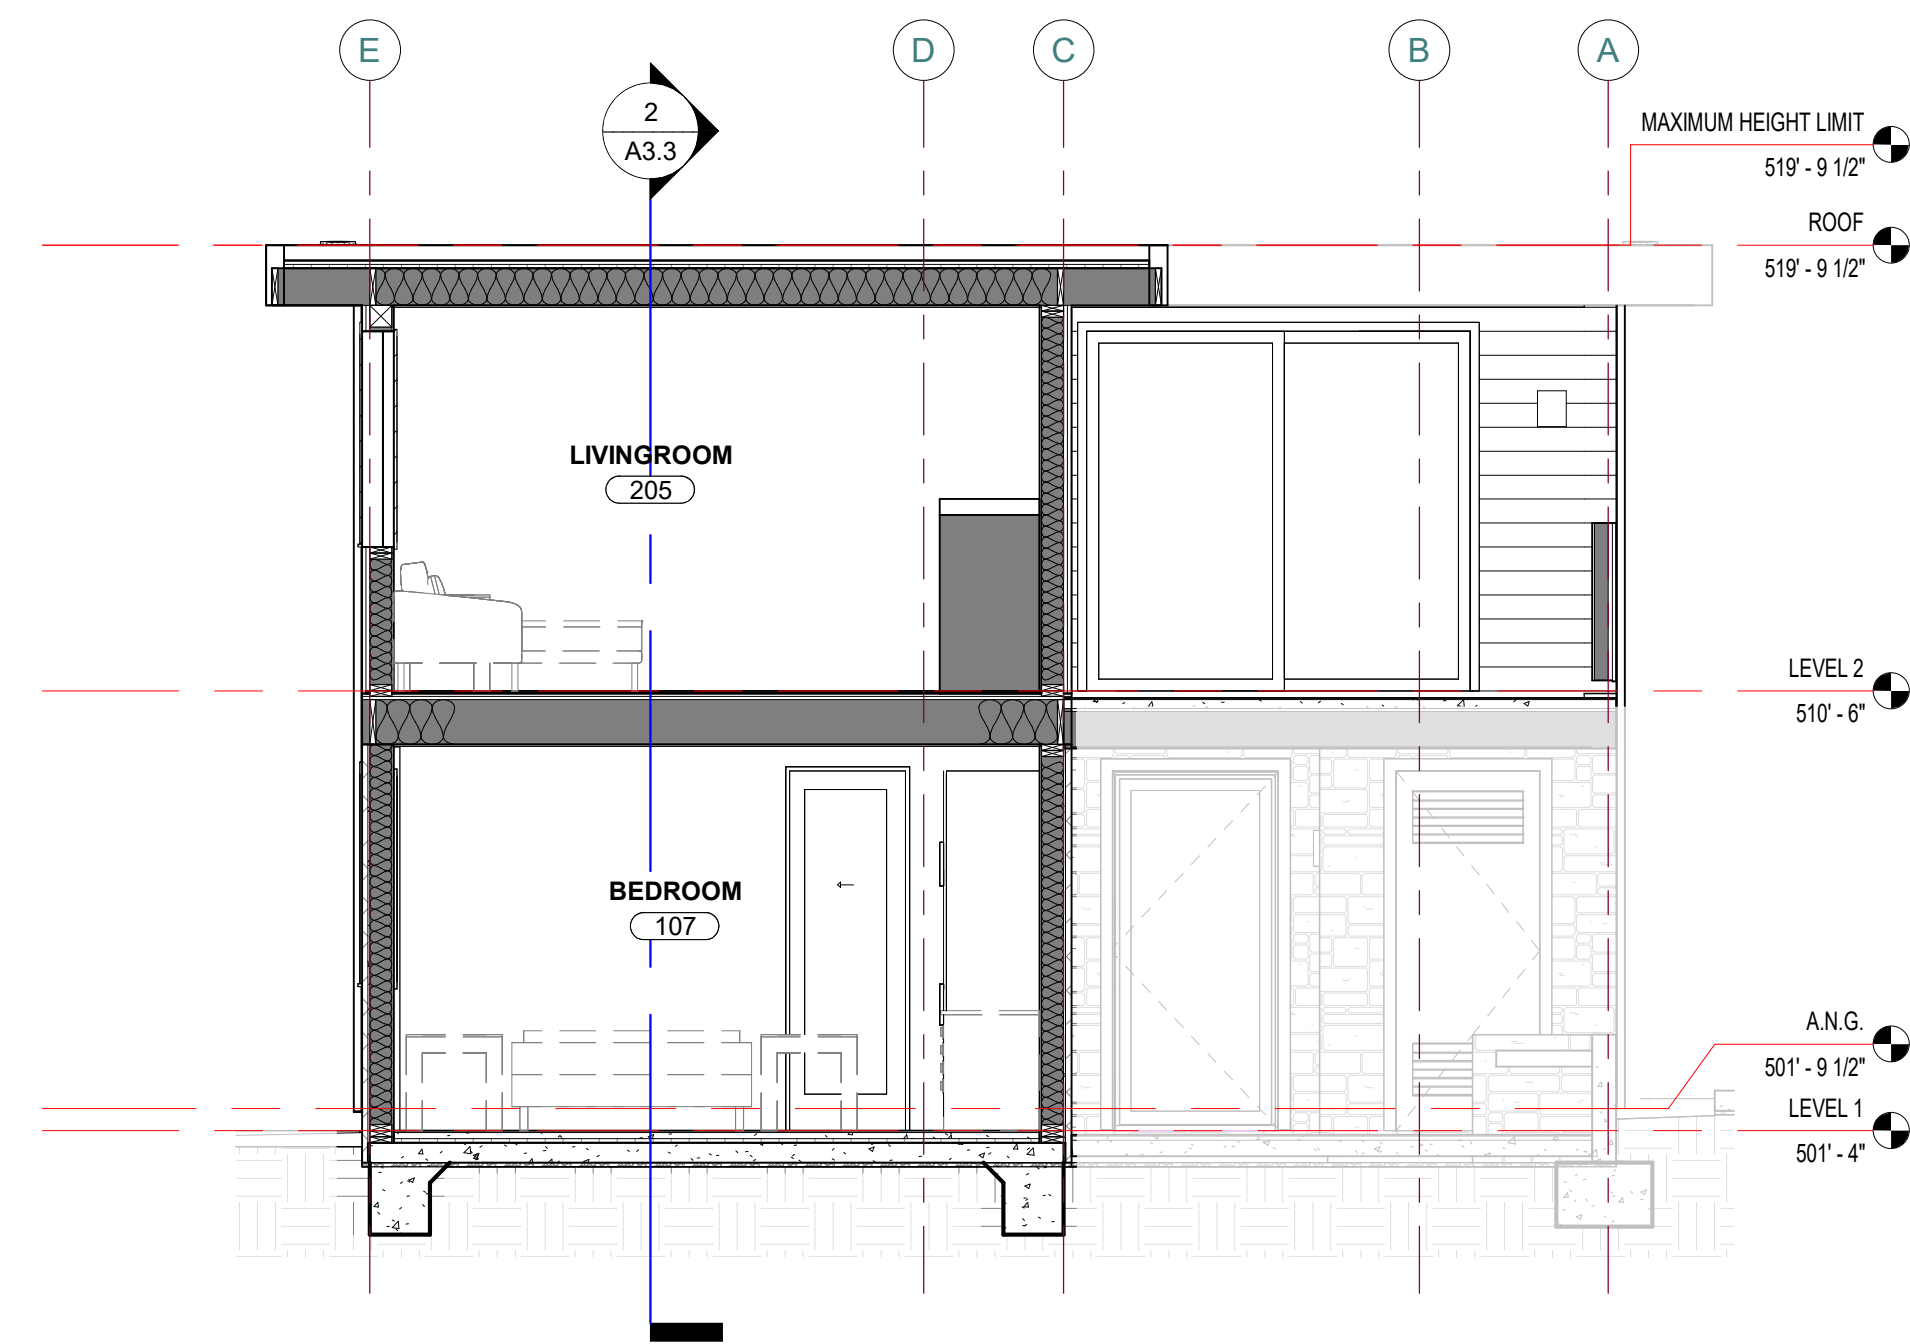 E
D
C
B
A
2
A3.3
MAXIMUM HEIGHT LIMIT
519' - 9 1/2"
ROOF
519' - 9 1/2"
LIVINGROOM
205
LEVEL 2
510' - 6"
BEDROOM
107
A.N.G.
501' - 9 1/2"
LEVEL 1
501' - 4"